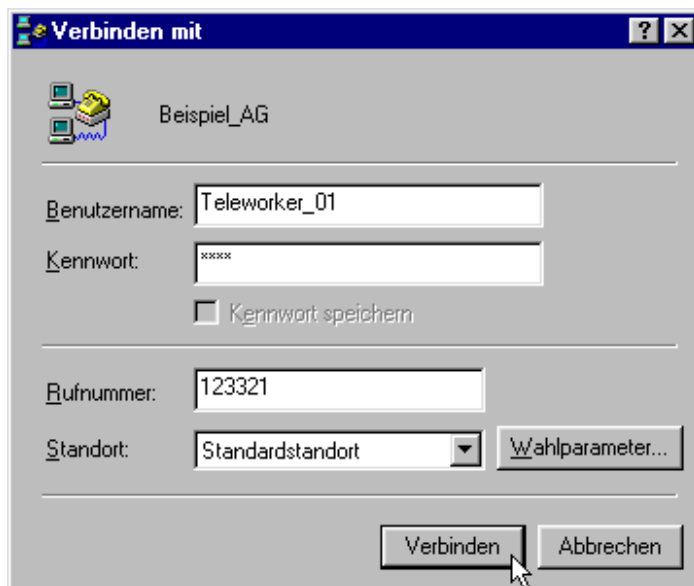 Verbinden mit
Beispiel_AG
Benutzername: Teleworker_01
Kennwort: ****
Kennwort speichern
Rufnummer: 123321
Standort: Standardstandort Wahlparameter...
Verbinden Abbrechen